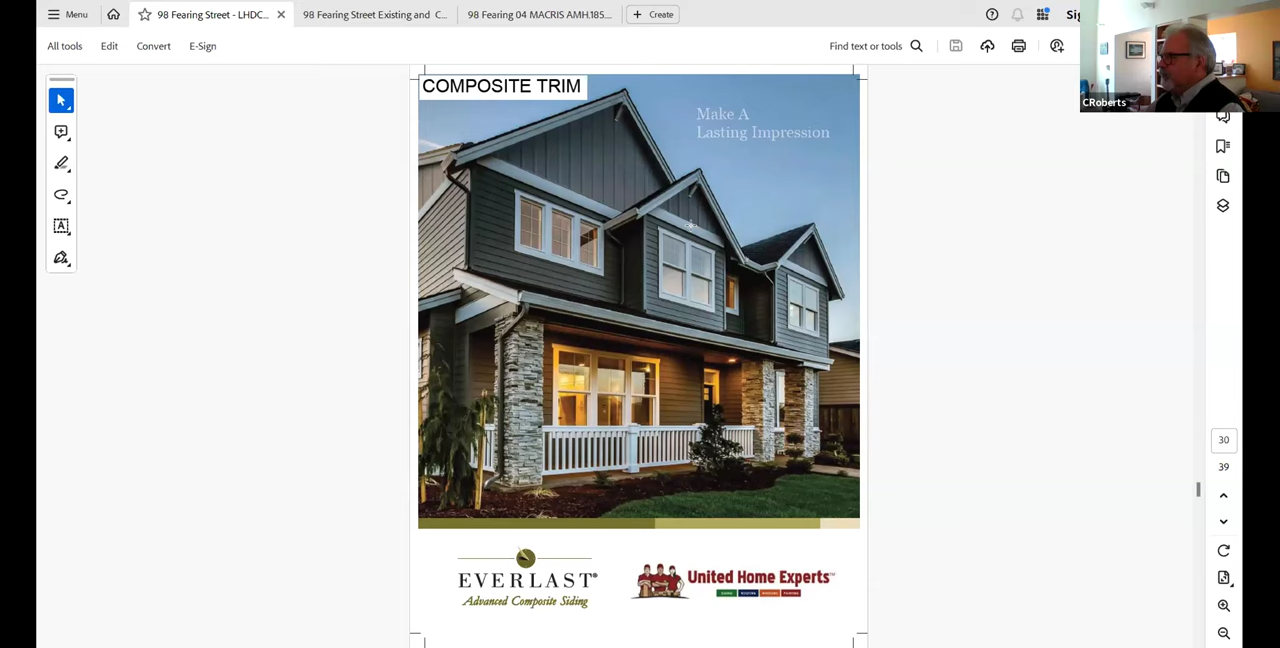 Menu
98 Fearing Street - LHDC...
98 Fearing Street Existing and C...
98 Fearing 04 MACRIS AMH.185...
Create
All tools
Edit
Convert
E-Sign
Find text or tools
CRoberts
COMPOSITE TRIM
Make A
Lasting Impression
30
39
EVERLAST®
Advanced Composite Siding
United Home Experts™